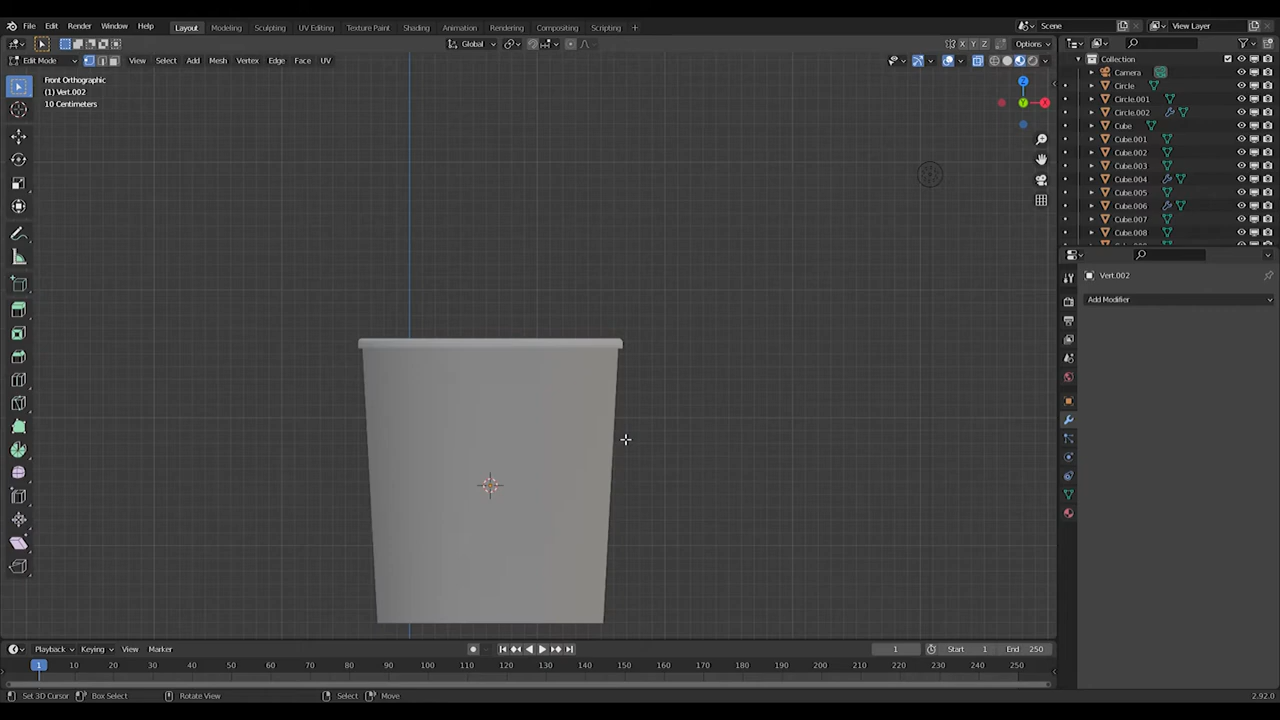 File Edit Render Window Help Layout Modeling Sculpting UV Editing Texture Paint Shading Animation Rendering Compositing Scripting + Scene View Layer
Global X Y Z Options
Edit Mode View Select Add Mesh Vertex Edge Face UV
Front Orthographic
(1) Vert.002
10 Centimeters
Z
Y X
Collection
Camera
Circle
Circle.001
Circle.002
Cube
Cube.001
Cube.002
Cube.003
Cube.004
Cube.005
Cube.006
Cube.007
Cube.008
Vert.002
Add Modifier
Playback Keying View Marker 1 Start 1 End 250
1 10 20 30 40 50 60 70 80 90 100 110 120 130 140 150 160 170 180 190 200 210 220 230 240 250
Set 3D Cursor Box Select Rotate View Select Move 2.92.0